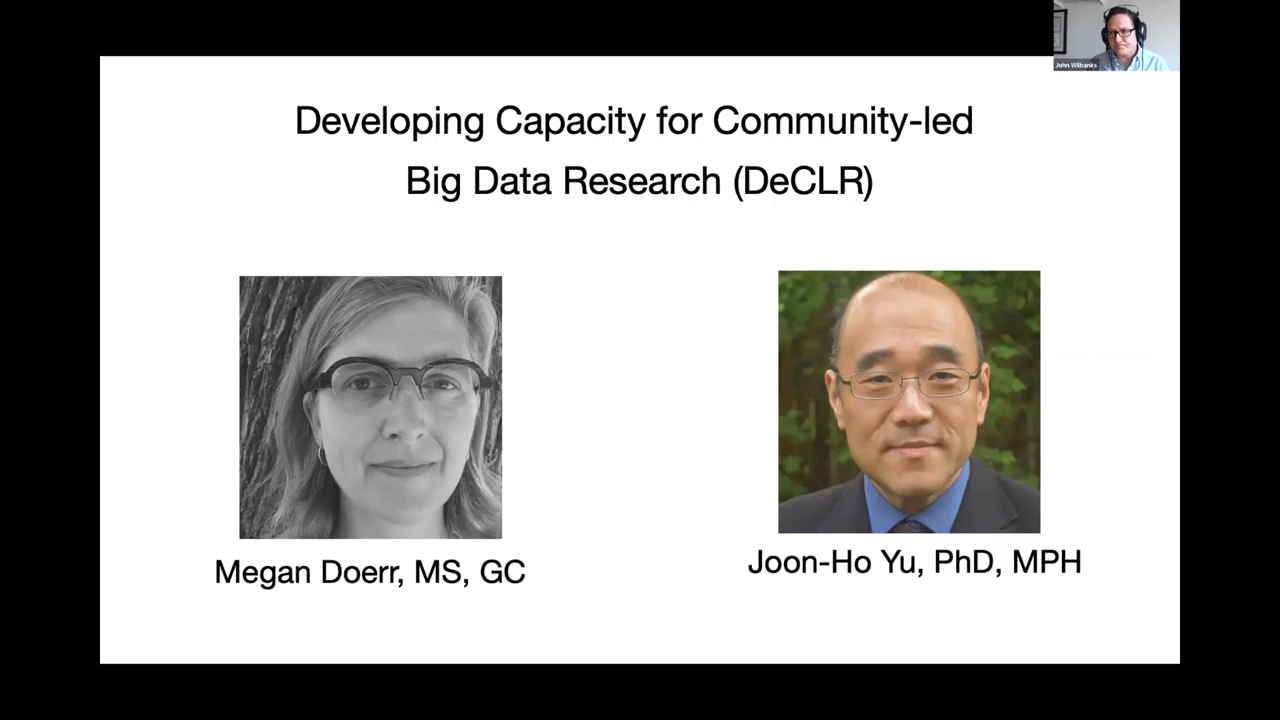 John Wilbanks
Developing Capacity for Community-led
Big Data Research (DeCLR)
Megan Doerr, MS, GC
Joon-Ho Yu, PhD, MPH